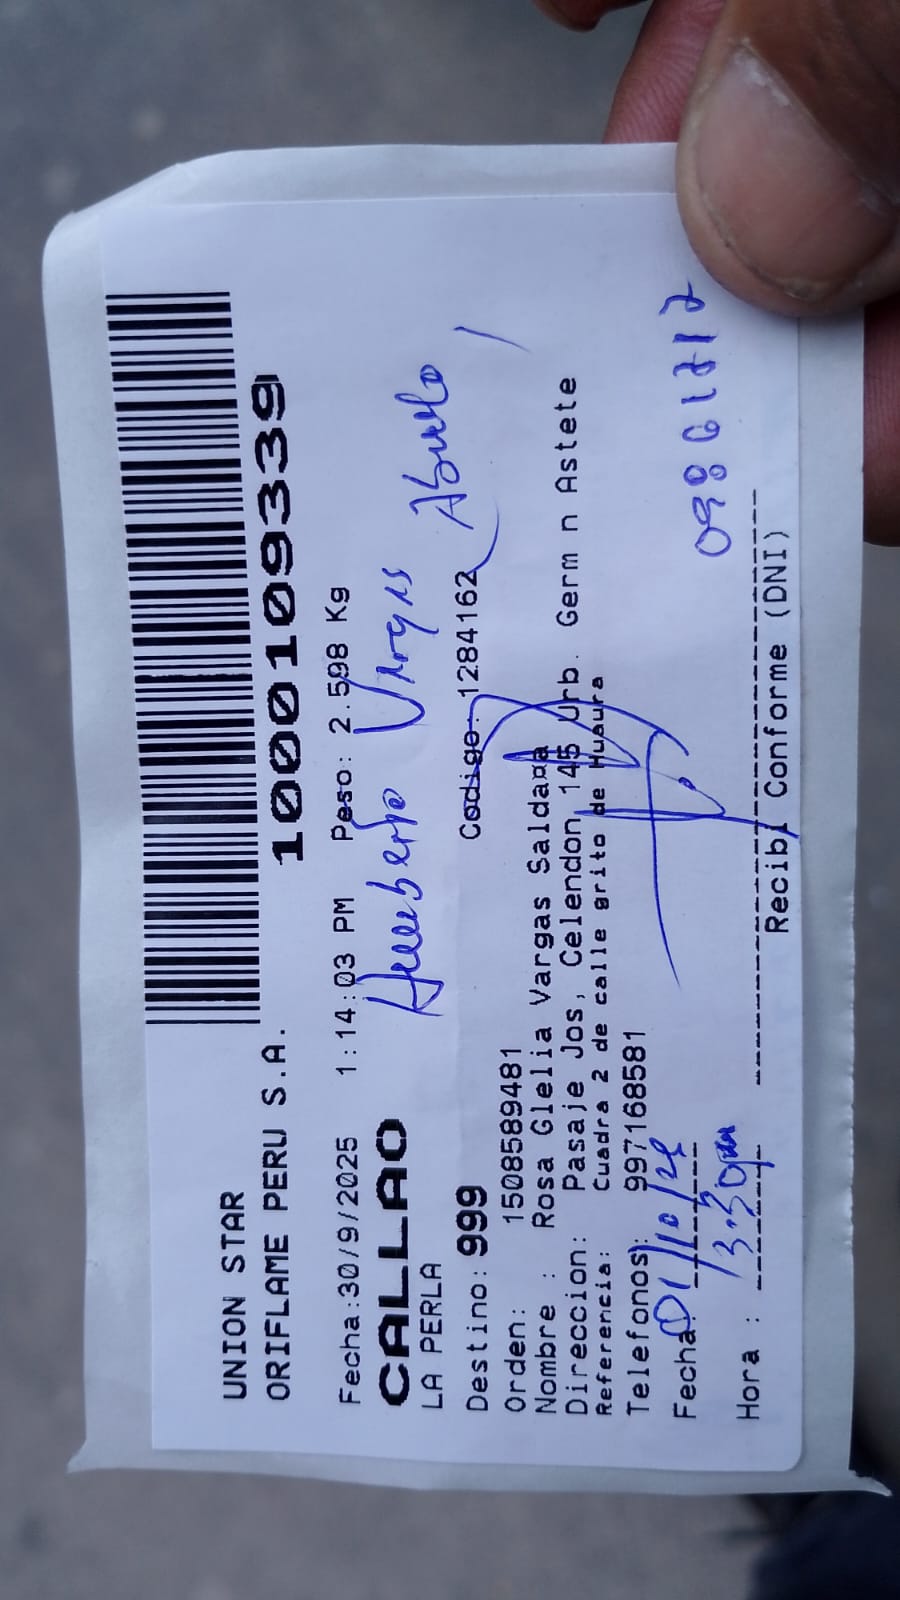 UNION STAR
ORIFLAME PERU S.A.
1000109339
Fecha:30/9/2025 1:14:03 PM Peso: 2.598 Kg
CALLAO
Humberto Vargas Abuelo
LA PERLA
Destino: 999 Codigo: 1284162
Orden: 1508589481
Nombre : Rosa Glelia Vargas Saldaña
Direccion: Pasaje Jos, Celendon 145 Urb. Germ n Astete
Referencia: Cuadra 2 de calle grito de Huaura
Telefonos: 997168581
Fecha: 01/10/25
Hora : 3:30pm
Recibí Conforme (DNI)